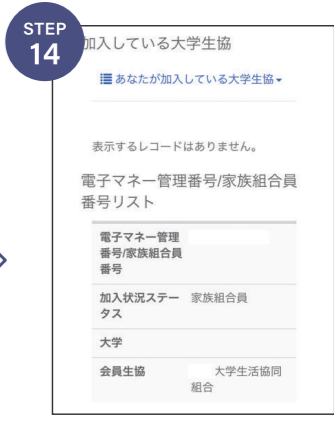 STEP
14
加入している大学生協
あなたが加入している大学生協
表示するレコードはありません。
電子マネー管理番号/家族組合員
番号リスト
電子マネー管理
番号/家族組合員
番号
加入状況ステー 家族組合員
タス
大学
会員生協 大学生活協同
組合